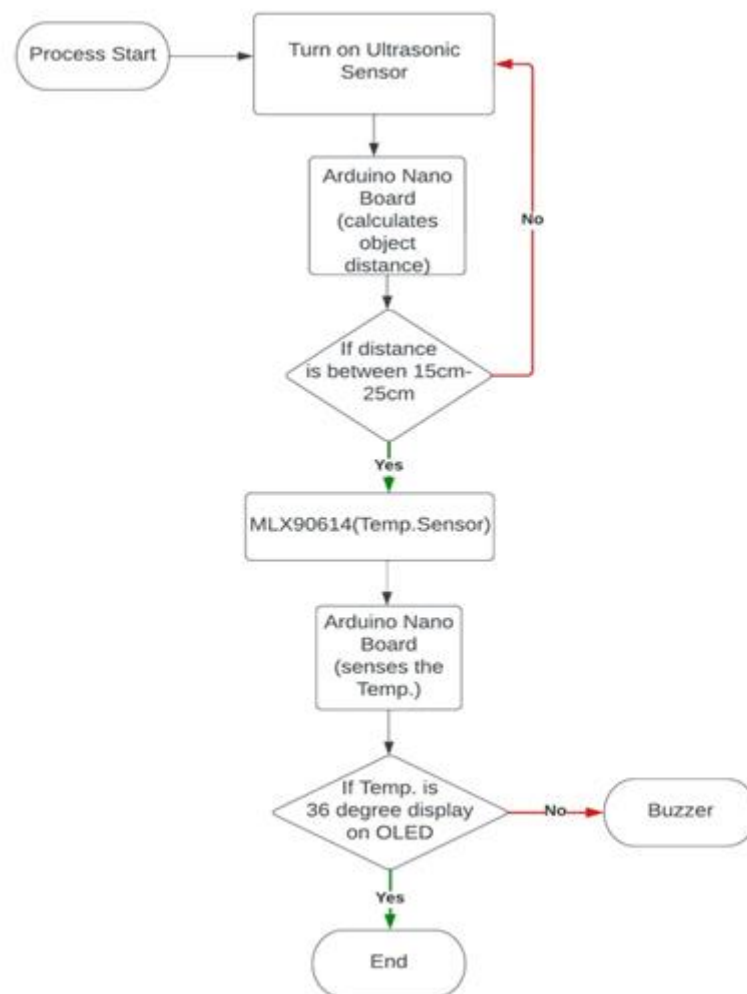 Process Start
Turn on Ultrasonic
Sensor
Arduino Nano
Board
(calculates
object
distance)
No
If distance
is between 15cm-
25cm
Yes
MLX90614(Temp.Sensor)
Arduino Nano
Board
(senses the
Temp.)
If Temp. is
36 degree display
on OLED
No
Buzzer
Yes
End